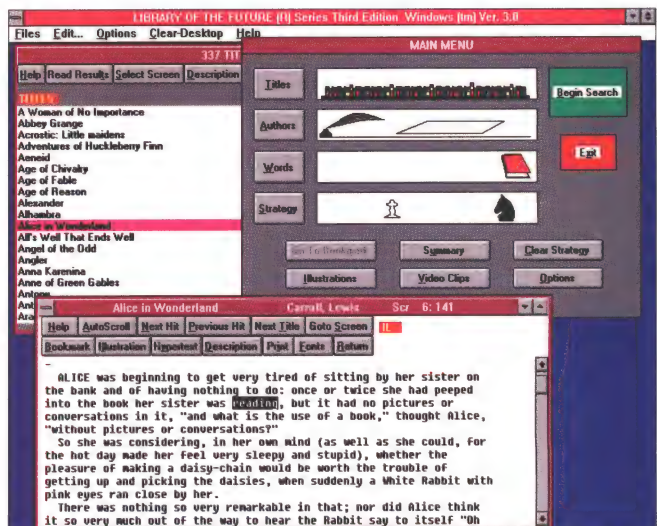 LIBRARY OF THE FUTURE (R) Series Third Edition Windows (tm) Ver. 3.0
Files Edit... Options Clear-Desktop Help
337 TIT
Help Read Results Select Screen Description
TITLES:
A Woman of No Importance
Abbey Grange
Acrostic: Little maidens
Adventures of Huckleberry Finn
Aeneid
Age of Chivalry
Age of Fable
Age of Reason
Alexander
Alhambra
Alice in Wonderland
All's Well That Ends Well
Angel of the Odd
Angler
Anna Karenina
Anne of Green Gables
Antigone
Ant
Ara
MAIN MENU
Titles
Authors
Words
Strategy
Begin Search
Exit
Go To Bookmark Summary Clear Strategy
Illustrations Video Clips Options
Alice in Wonderland Carroll, Lewis Scr 6: 141
Help AutoScroll Next Hit Previous Hit Next Title Goto Screen IL
Bookmark Illustration Hypertext Description Print Fonts Return
ALICE was beginning to get very tired of sitting by her sister on
the bank and of having nothing to do: once or twice she had peeped
into the book her sister was reading, but it had no pictures or
conversations in it, "and what is the use of a book," thought Alice,
"without pictures or conversations?"
So she was considering, in her own mind (as well as she could, for
the hot day made her feel very sleepy and stupid), whether the
pleasure of making a daisy-chain would be worth the trouble of
getting up and picking the daisies, when suddenly a White Rabbit with
pink eyes ran close by her.
There was nothing so very remarkable in that; nor did Alice think
it so very much out of the way to hear the Rabbit say to itself "Oh